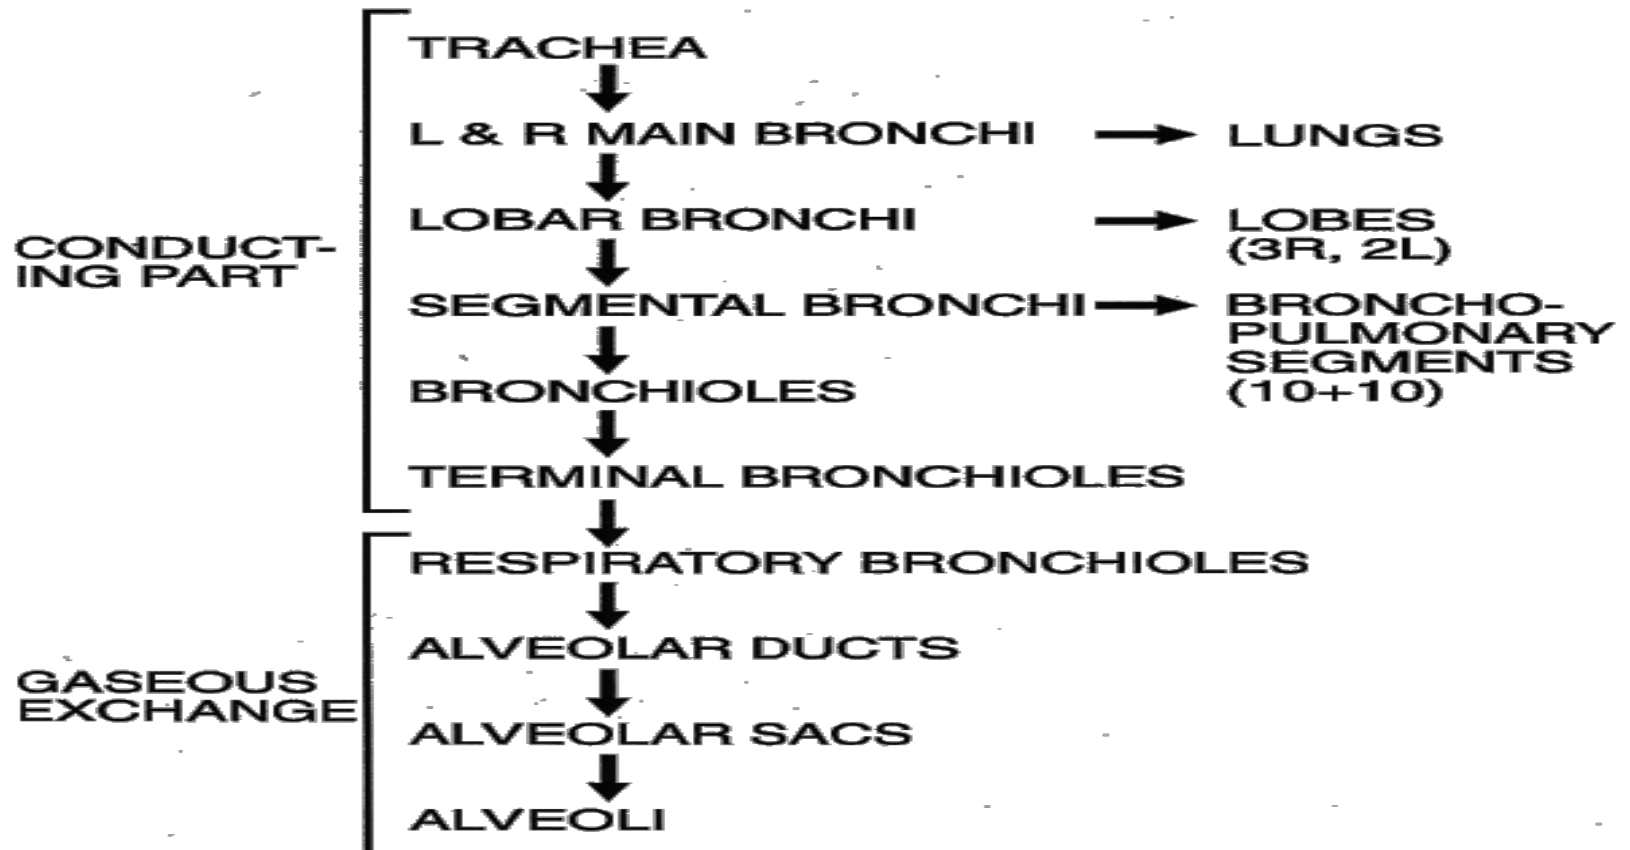 TRACHEA
L & R MAIN BRONCHI
LUNGS
LOBAR BRONCHI
LOBES
(3R, 2L)
CONDUCT-
ING PART
SEGMENTAL BRONCHI
BRONCHO-
PULMONARY
SEGMENTS
(10+10)
BRONCHIOLES
TERMINAL BRONCHIOLES
RESPIRATORY BRONCHIOLES
ALVEOLAR DUCTS
GASEOUS
EXCHANGE
ALVEOLAR SACS
ALVEOLI